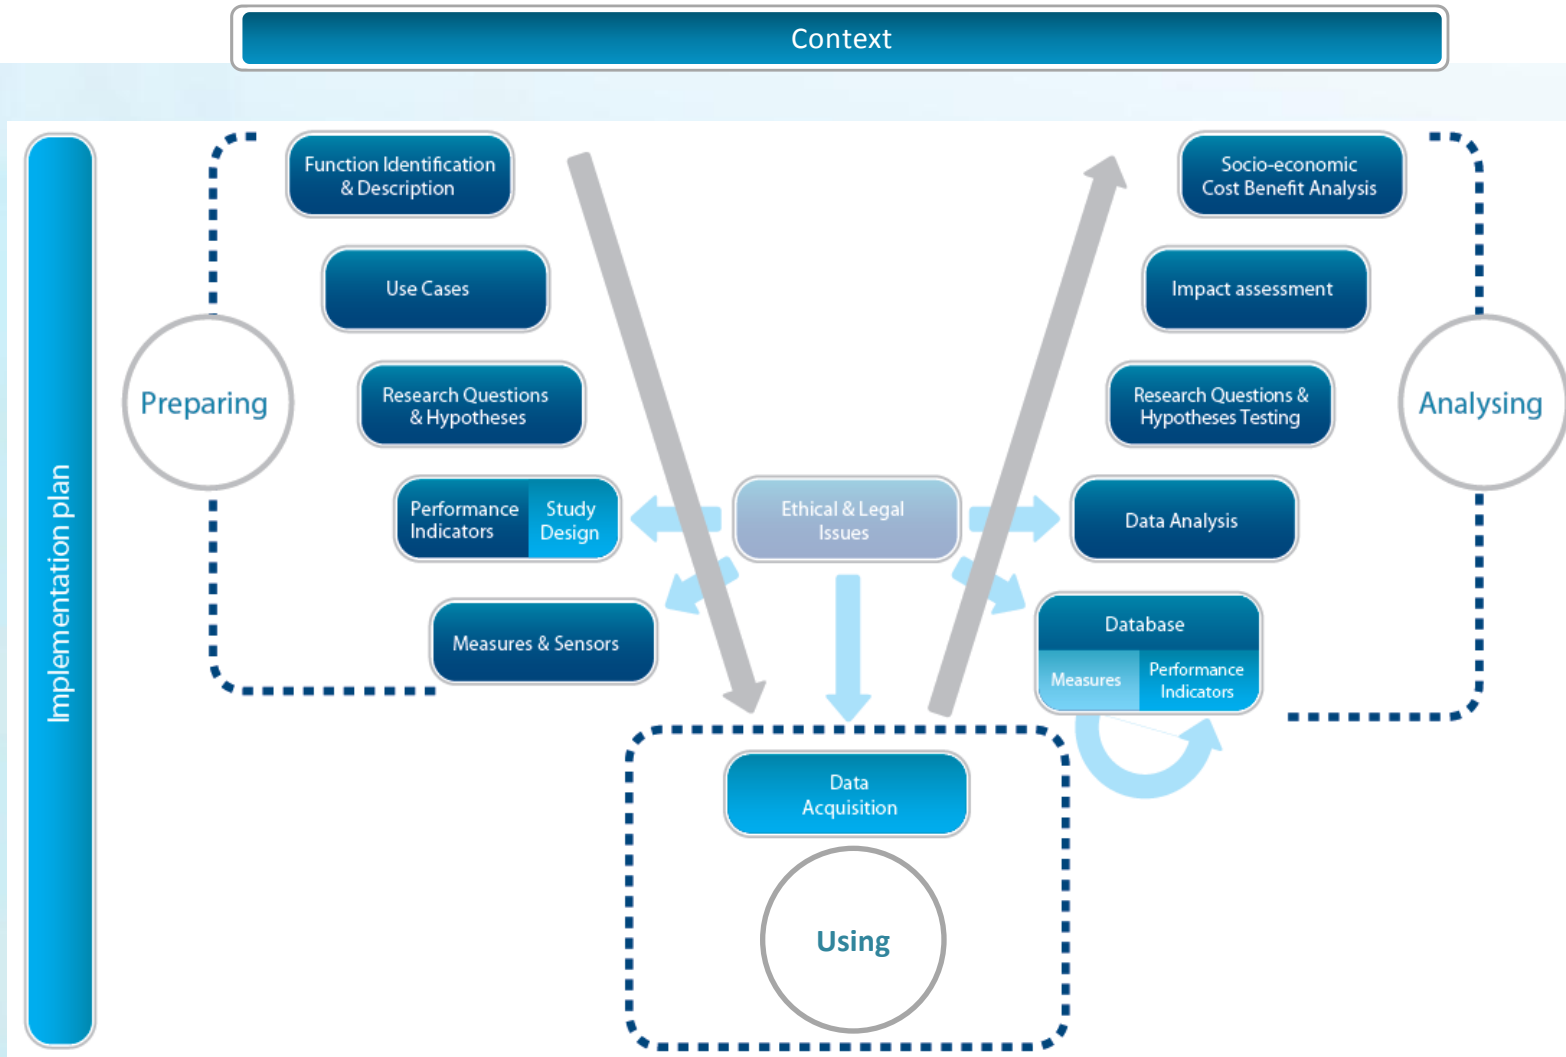 Context
Implementation plan
Preparing
Function Identification
& Description
Use Cases
Research Questions
& Hypotheses
Performance
Indicators
Study
Design
Measures & Sensors
Ethical & Legal
Issues
Data
Acquisition
Using
Socio-economic
Cost Benefit Analysis
Impact assessment
Research Questions &
Hypotheses Testing
Data Analysis
Database
Measures
Performance
Indicators
Analysing